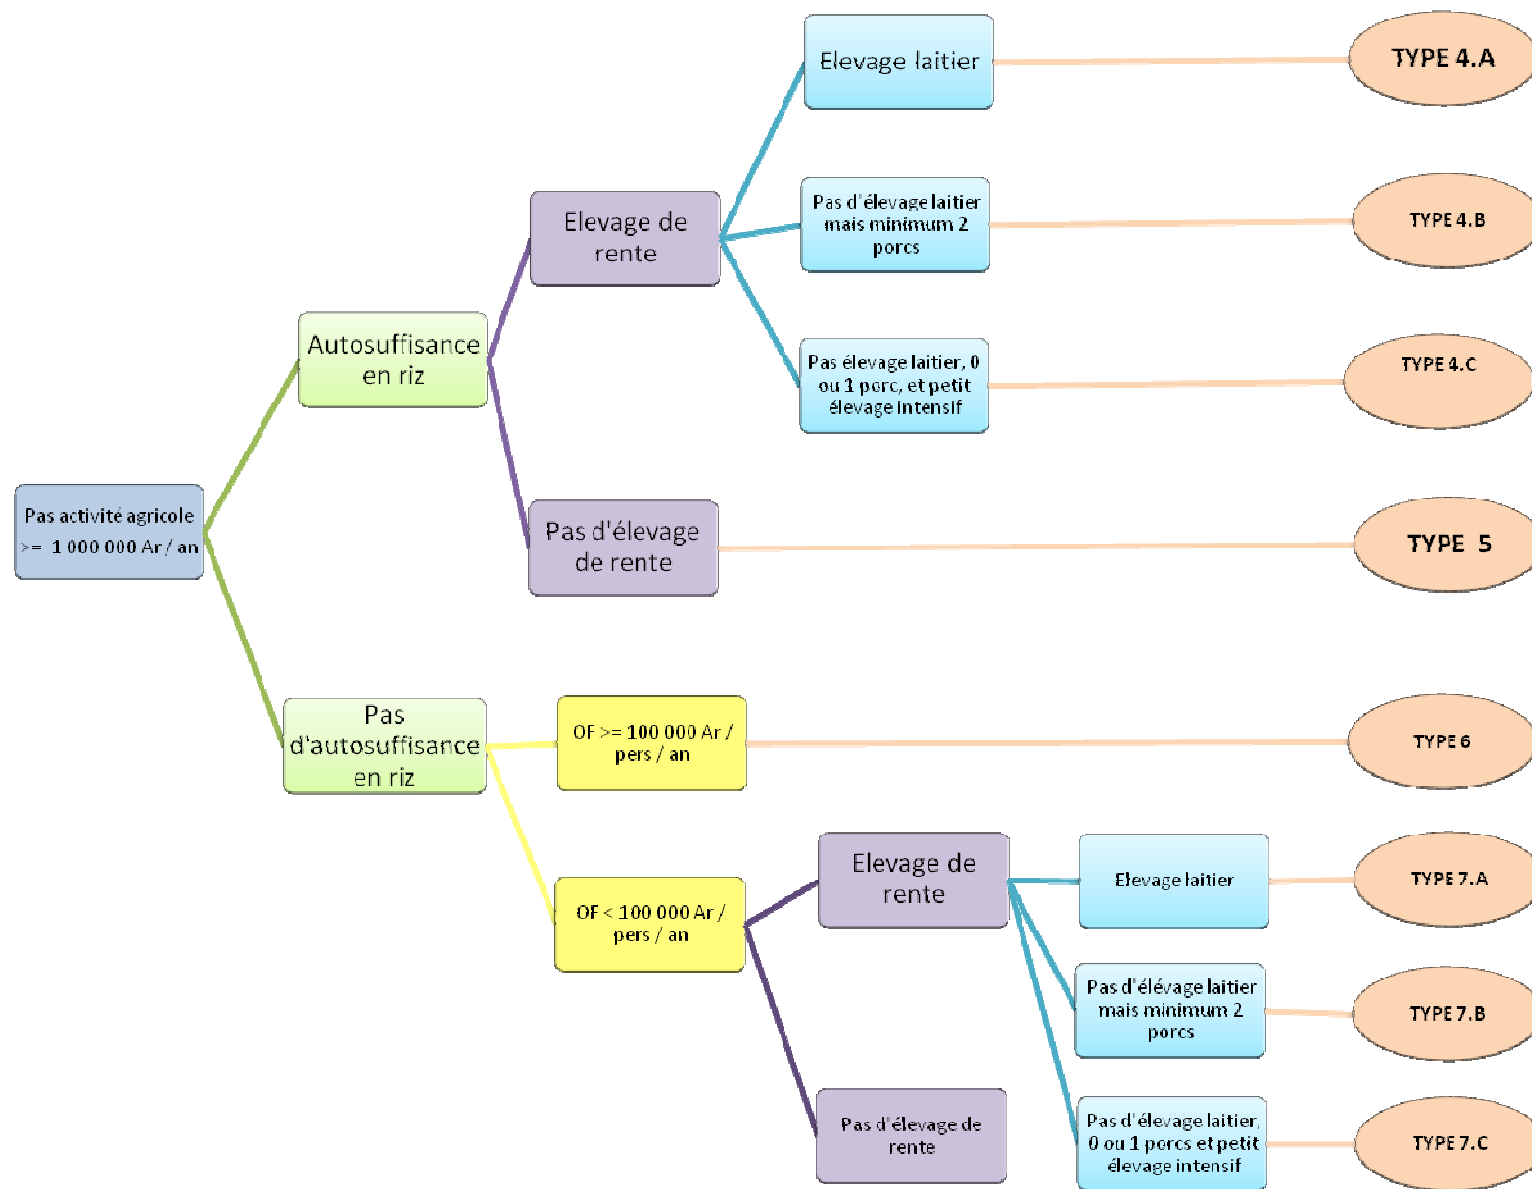 Elevage laitier
TYPE 4.A
Pas d'élevage laitier
mais minimum 2
porcs
TYPE 4.B
Elevage de
rente
Autosuffisance
en riz
Pas élevage laitier, 0
ou 1 porc, et petit
élevage intensif
TYPE 4.C
Pas activité agricole
>= 1 000 000 Ar / an
Pas d'élevage
de rente
TYPE 5
Pas
d'autosuffisance
en riz
OF >= 100 000 Ar /
pers / an
TYPE 6
OF < 100 000 Ar /
pers / an
Elevage de
rente
Elevage laitier
TYPE 7.A
Pas d'élévage laitier
mais minimum 2
porcs
TYPE 7.B
Pas d'élevage de
rente
Pas d'élevage laitier,
0 ou 1 porcs et petit
élevage intensif
TYPE 7.C